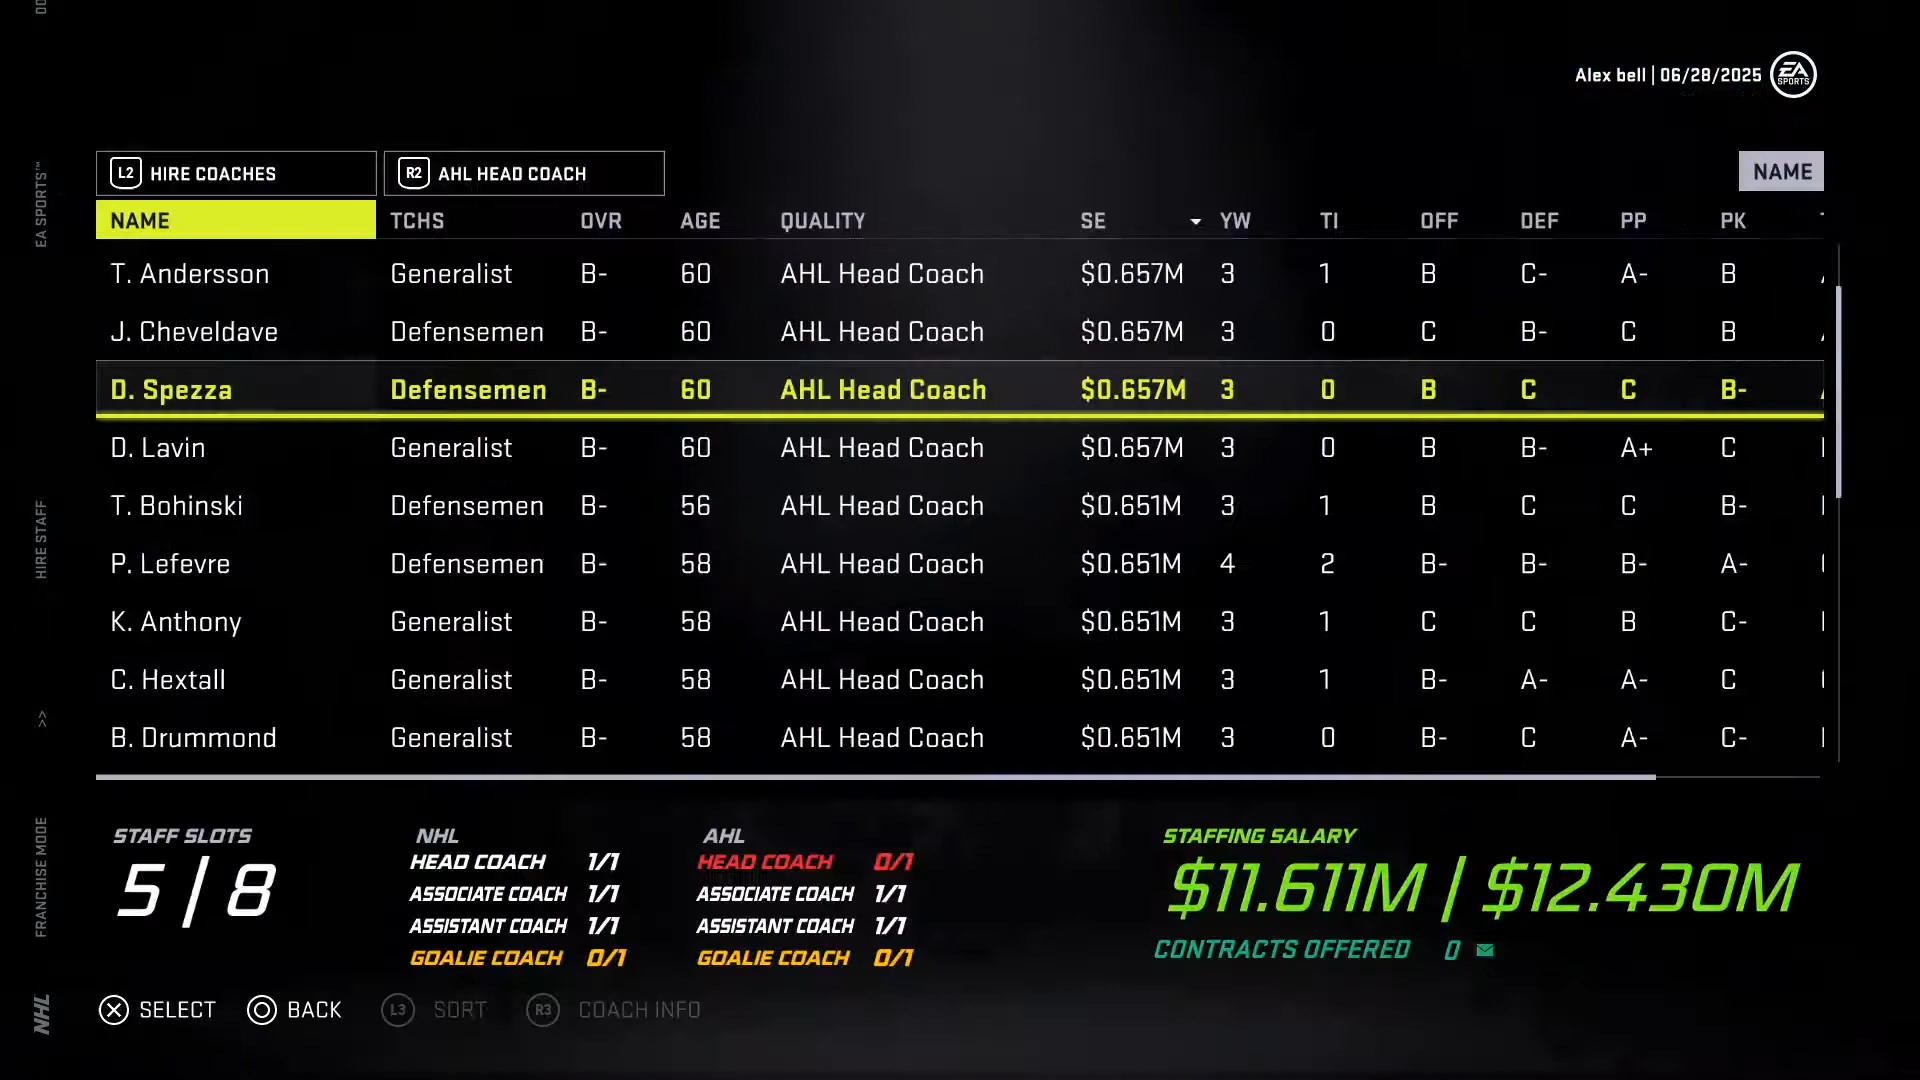 Alex bell | 06/28/2025
EA SPORTS
L2 HIRE COACHES
R2 AHL HEAD COACH
NAME
NAME TCHS OVR AGE QUALITY SE YW TI OFF DEF PP PK
T. Andersson Generalist B- 60 AHL Head Coach $0.657M 3 1 B C- A- B
J. Cheveldave Defensemen B- 60 AHL Head Coach $0.657M 3 0 C B- C B
D. Spezza Defensemen B- 60 AHL Head Coach $0.657M 3 0 B C C B-
D. Lavin Generalist B- 60 AHL Head Coach $0.657M 3 0 B B- A+ C
T. Bohinski Defensemen B- 56 AHL Head Coach $0.651M 3 1 B C C B-
P. Lefevre Defensemen B- 58 AHL Head Coach $0.651M 4 2 B- B- B- A-
K. Anthony Generalist B- 58 AHL Head Coach $0.651M 3 1 C C B C-
C. Hextall Generalist B- 58 AHL Head Coach $0.651M 3 1 B- A- A- C
B. Drummond Generalist B- 58 AHL Head Coach $0.651M 3 0 B- C A- C-
STAFF SLOTS
5 / 8
NHL
HEAD COACH 1/1
ASSOCIATE COACH 1/1
ASSISTANT COACH 1/1
GOALIE COACH 0/1
AHL
HEAD COACH 0/1
ASSOCIATE COACH 1/1
ASSISTANT COACH 1/1
GOALIE COACH 0/1
STAFFING SALARY
$11.611M / $12.430M
CONTRACTS OFFERED 0
SELECT BACK L3 SORT R3 COACH INFO
NHL
FRANCHISE MODE
>>
HIRE STAFF
EA SPORTS™